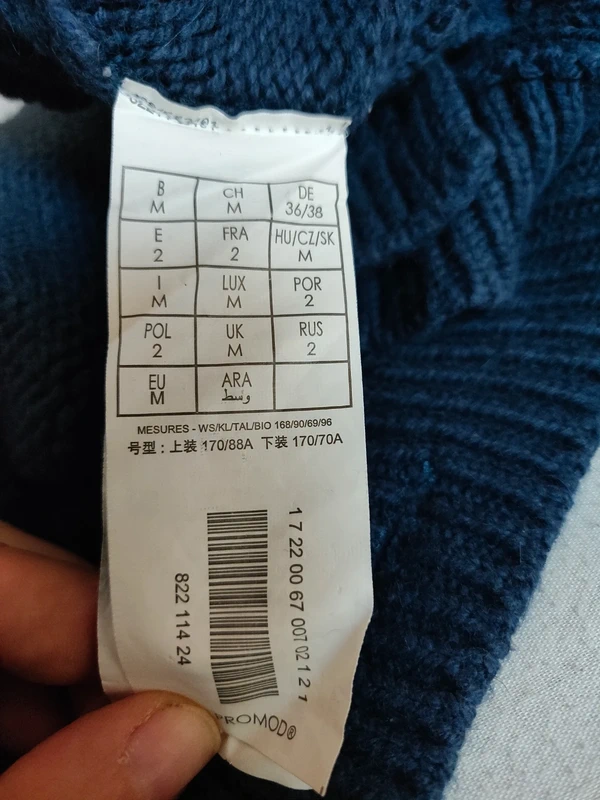 B CH DE
M M 36/38
E FRA HU/CZ/SK
2 2 M
I LUX POR
M M 2
POL UK RUS
2 M 2
EU ARA
M وسط
MESURES - WS/KL/TAL/BIO 168/90/69/96
号型：上装 170/88A 下装 170/70A
1 7 22 00 67 007 02 1 2 1
822 114 24
PROMOD®